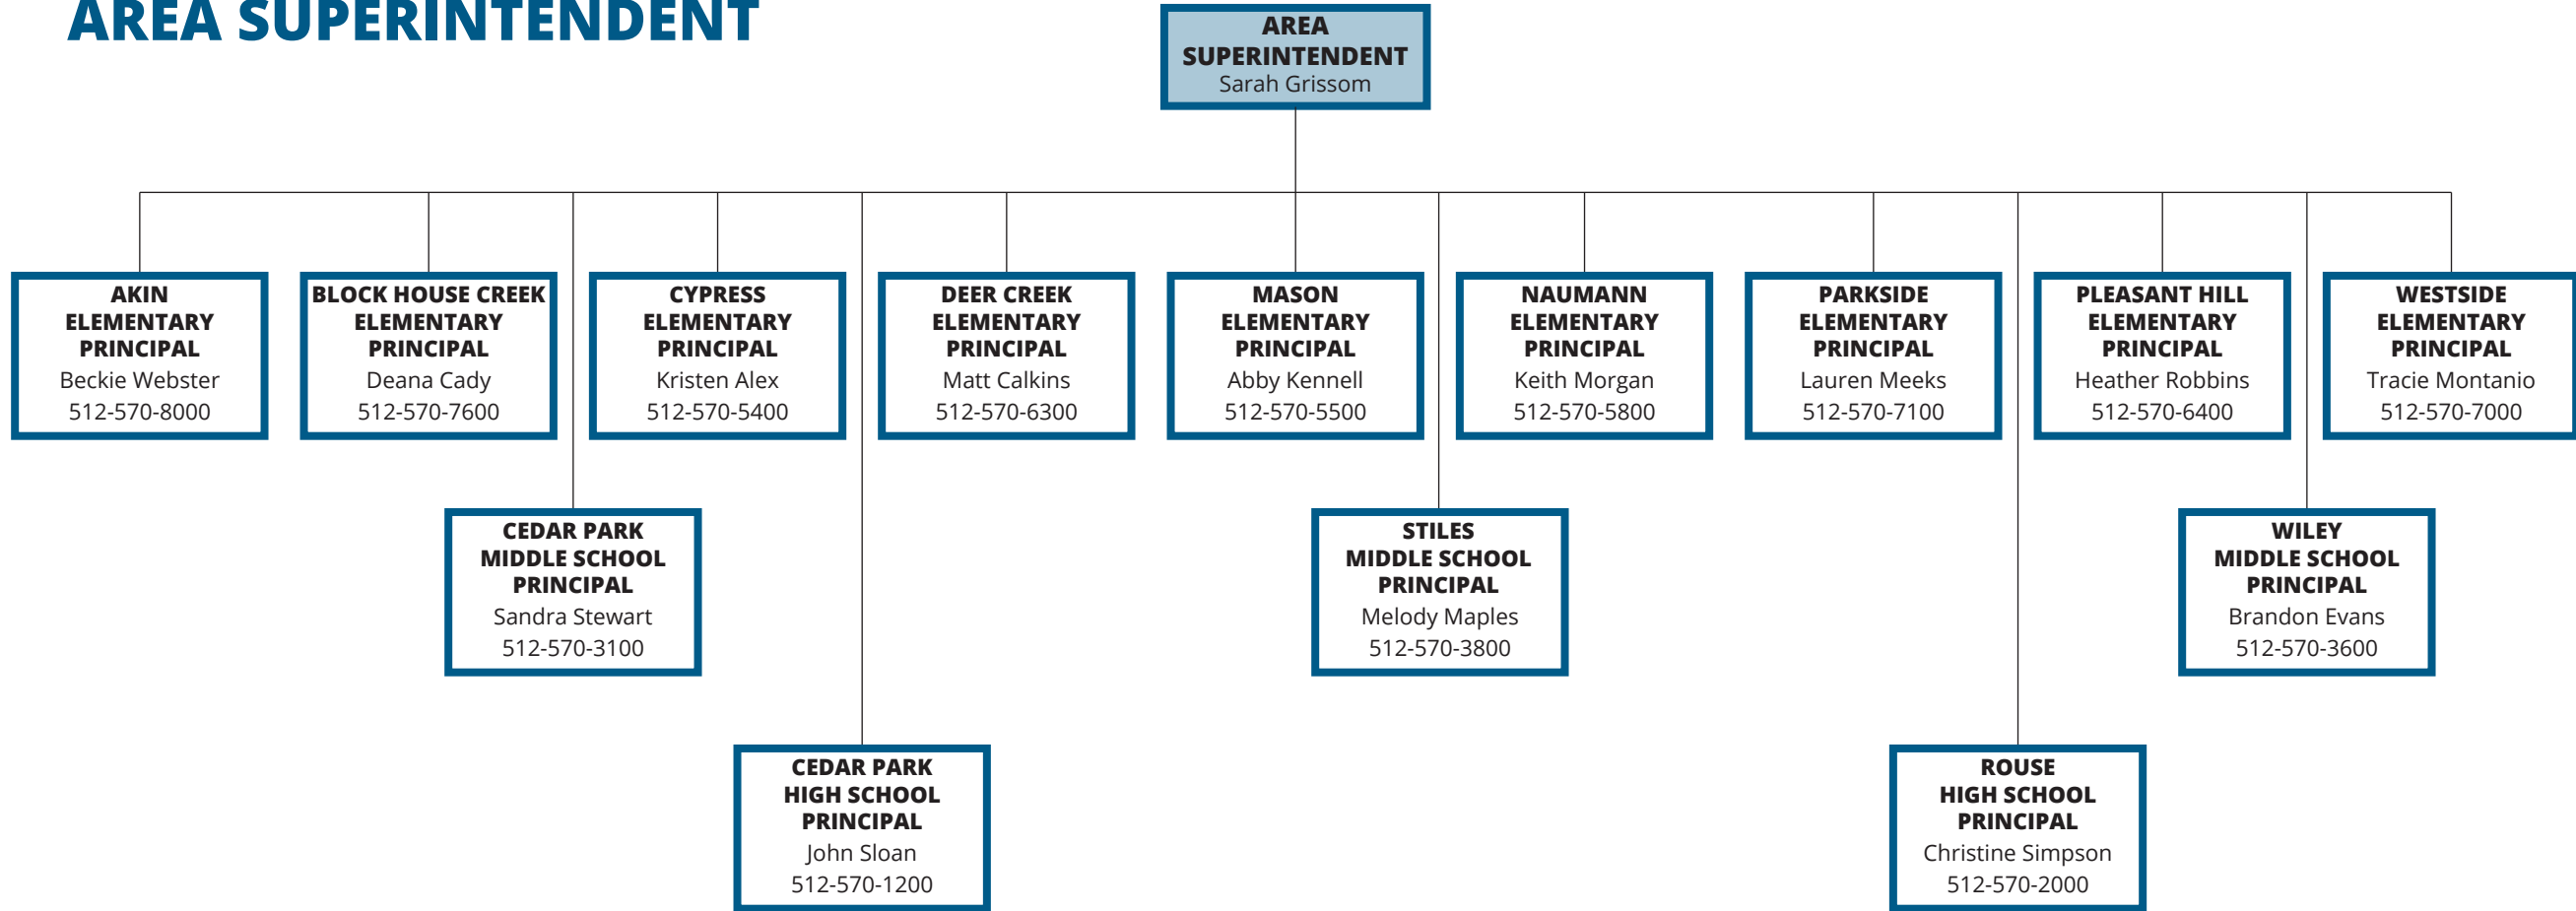 AREA SUPERINTENDENT
AREA
SUPERINTENDENT
Sarah Grissom
AKIN
ELEMENTARY
PRINCIPAL
Beckie Webster
512-570-8000
BLOCK HOUSE CREEK
ELEMENTARY
PRINCIPAL
Deana Cady
512-570-7600
CYPRESS
ELEMENTARY
PRINCIPAL
Kristen Alex
512-570-5400
DEER CREEK
ELEMENTARY
PRINCIPAL
Matt Calkins
512-570-6300
MASON
ELEMENTARY
PRINCIPAL
Abby Kennell
512-570-5500
NAUMANN
ELEMENTARY
PRINCIPAL
Keith Morgan
512-570-5800
PARKSIDE
ELEMENTARY
PRINCIPAL
Lauren Meeks
512-570-7100
PLEASANT HILL
ELEMENTARY
PRINCIPAL
Heather Robbins
512-570-6400
WESTSIDE
ELEMENTARY
PRINCIPAL
Tracie Montanio
512-570-7000
CEDAR PARK
MIDDLE SCHOOL
PRINCIPAL
Sandra Stewart
512-570-3100
STILES
MIDDLE SCHOOL
PRINCIPAL
Melody Maples
512-570-3800
WILEY
MIDDLE SCHOOL
PRINCIPAL
Brandon Evans
512-570-3600
CEDAR PARK
HIGH SCHOOL
PRINCIPAL
John Sloan
512-570-1200
ROUSE
HIGH SCHOOL
PRINCIPAL
Christine Simpson
512-570-2000